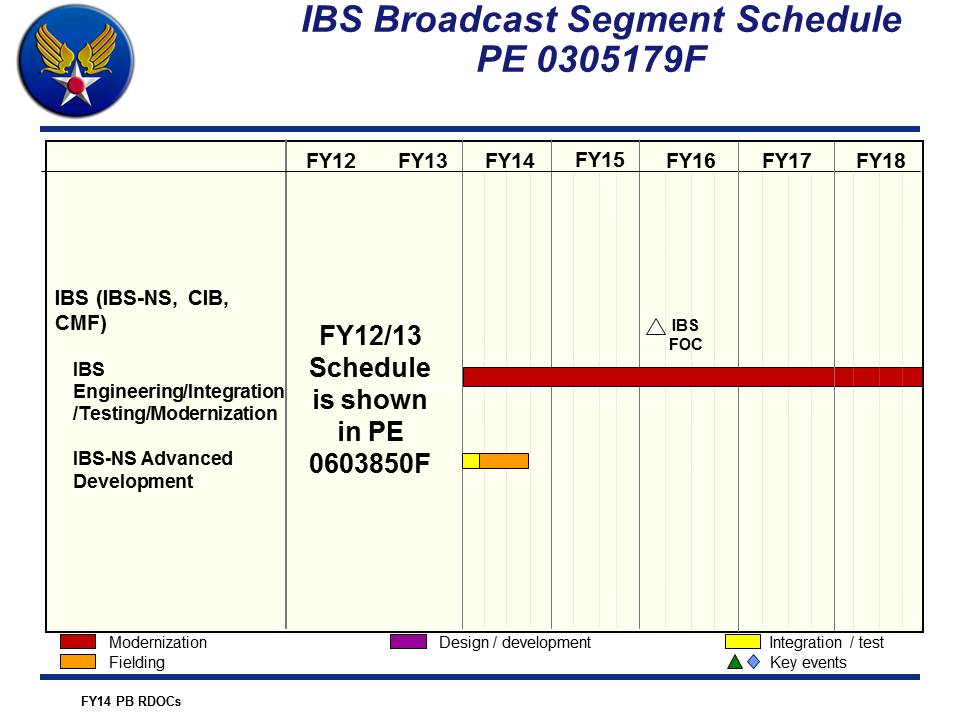 IBS Broadcast Segment Schedule
PE 0305179F
FY12 FY13 FY14 FY15 FY16 FY17 FY18
IBS (IBS-NS, CIB,
CMF)
IBS
Engineering/Integration
/Testing/Modernization
IBS-NS Advanced
Development
FY12/13
Schedule
is shown
in PE
0603850F
IBS
FOC
Modernization
Design / development
Integration / test
Fielding
Key events
FY14 PB RDOCs